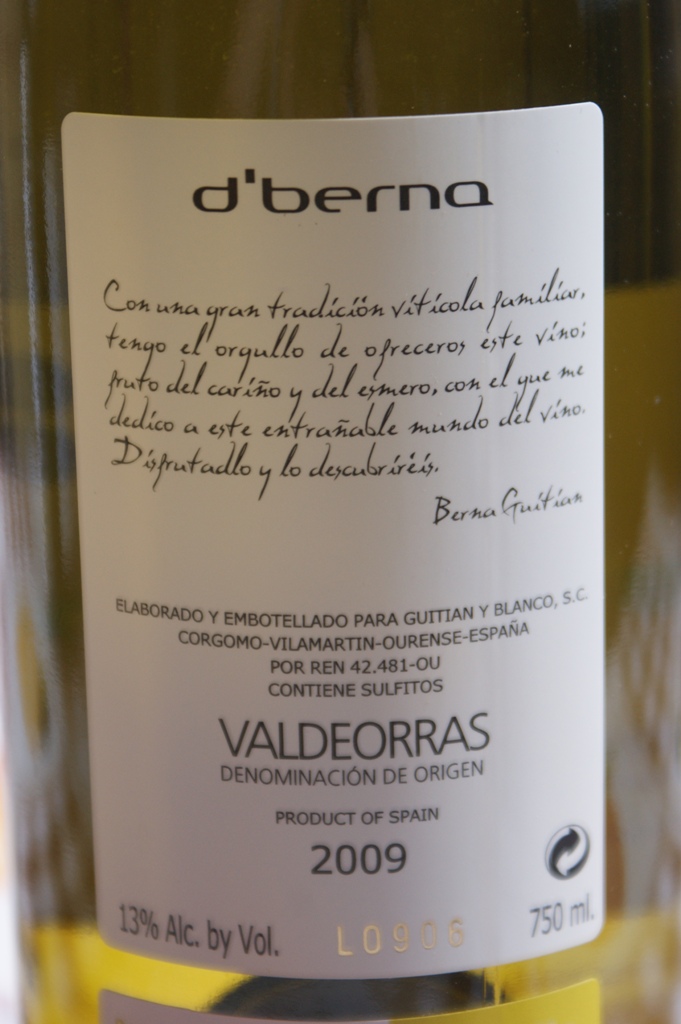 d'berna
Con una gran tradición vitícola familiar,
tengo el orgullo de ofreceros este vino;
fruto del cariño y del esmero, con el que me
dedico a este entrañable mundo del vino.
Disfrutadlo y lo descubriréis.
Berna Guitian
ELABORADO Y EMBOTELLADO PARA GUITIAN Y BLANCO, S.C.
CORGOMO-VILAMARTIN-OURENSE-ESPAÑA
POR REN 42.481-OU
CONTIENE SULFITOS
VALDEORRAS
DENOMINACIÓN DE ORIGEN
PRODUCT OF SPAIN
2009
13% Alc. by Vol.
L0906
750 ml.